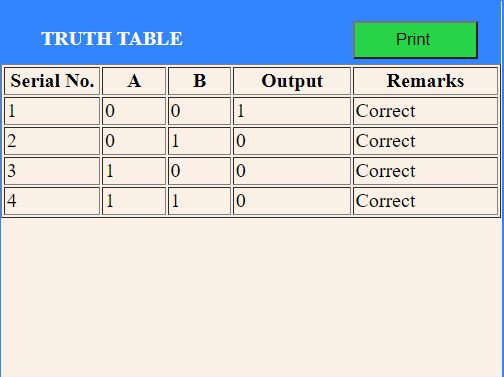 TRUTH TABLE Print
Serial No. A B Output Remarks
1 0 0 1 Correct
2 0 1 0 Correct
3 1 0 0 Correct
4 1 1 0 Correct